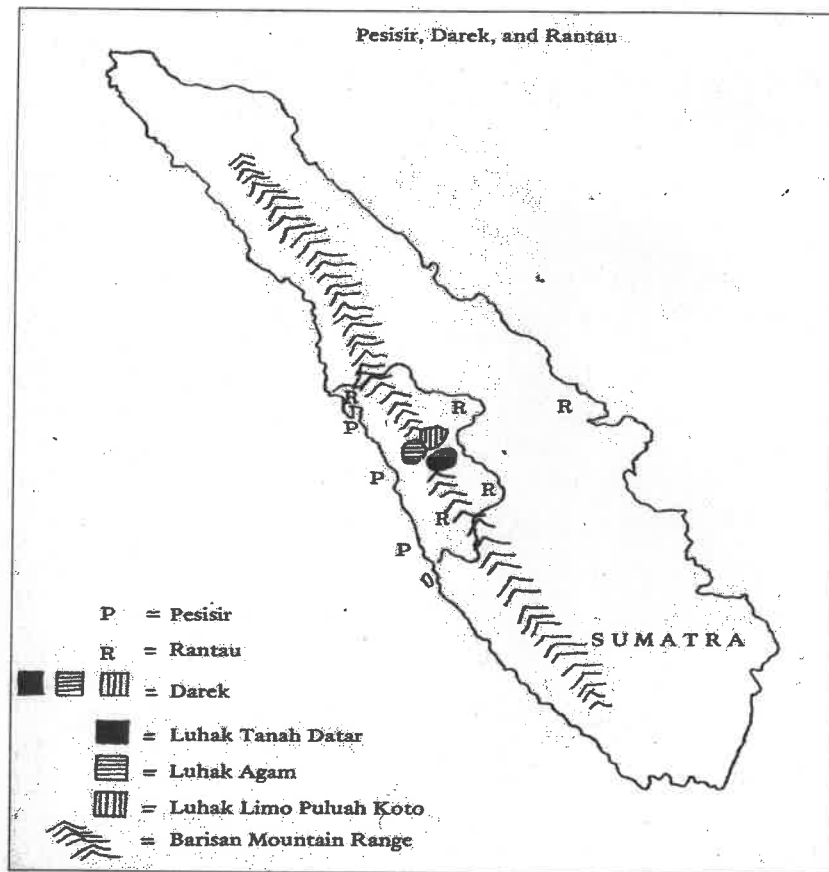 Pesisir, Darek, and Rantau
R
P
R
R
P
R
R
P
SUMATRA
P = Pesisir
R = Rantau
= Darek
= Luhak Tanah Datar
= Luhak Agam
= Luhak Limo Puluah Koto
= Barisan Mountain Range